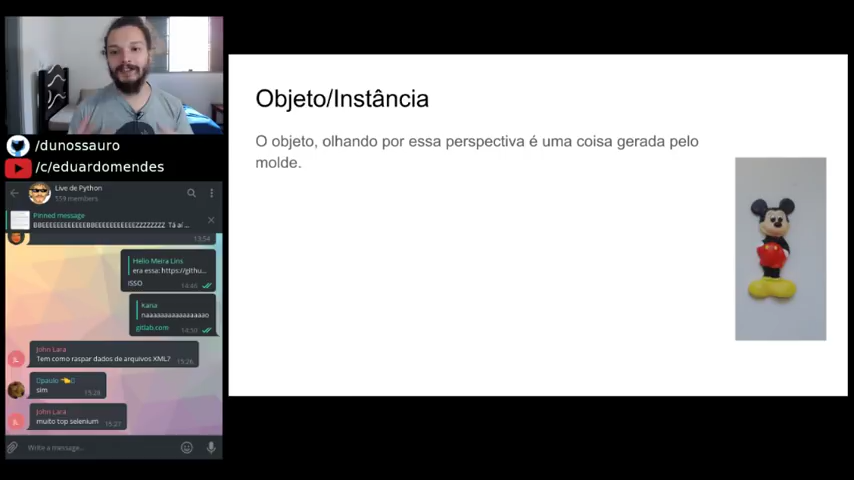 /dunossauro
/c/eduardomendes
Live de Python
559 members
Pinned message
Tá aí ...
13:54
Hélio Meira Lins
era essa: https://githu...
ISSO
14:46
Kana
gitlab.com
14:50
John Lara
Tem como raspar dados de arquivos XML?
15:26
sim
15:26
John Lara
muito top selenium
15:27
Write a message...
Objeto/Instância
O objeto, olhando por essa perspectiva é uma coisa gerada pelo
molde.